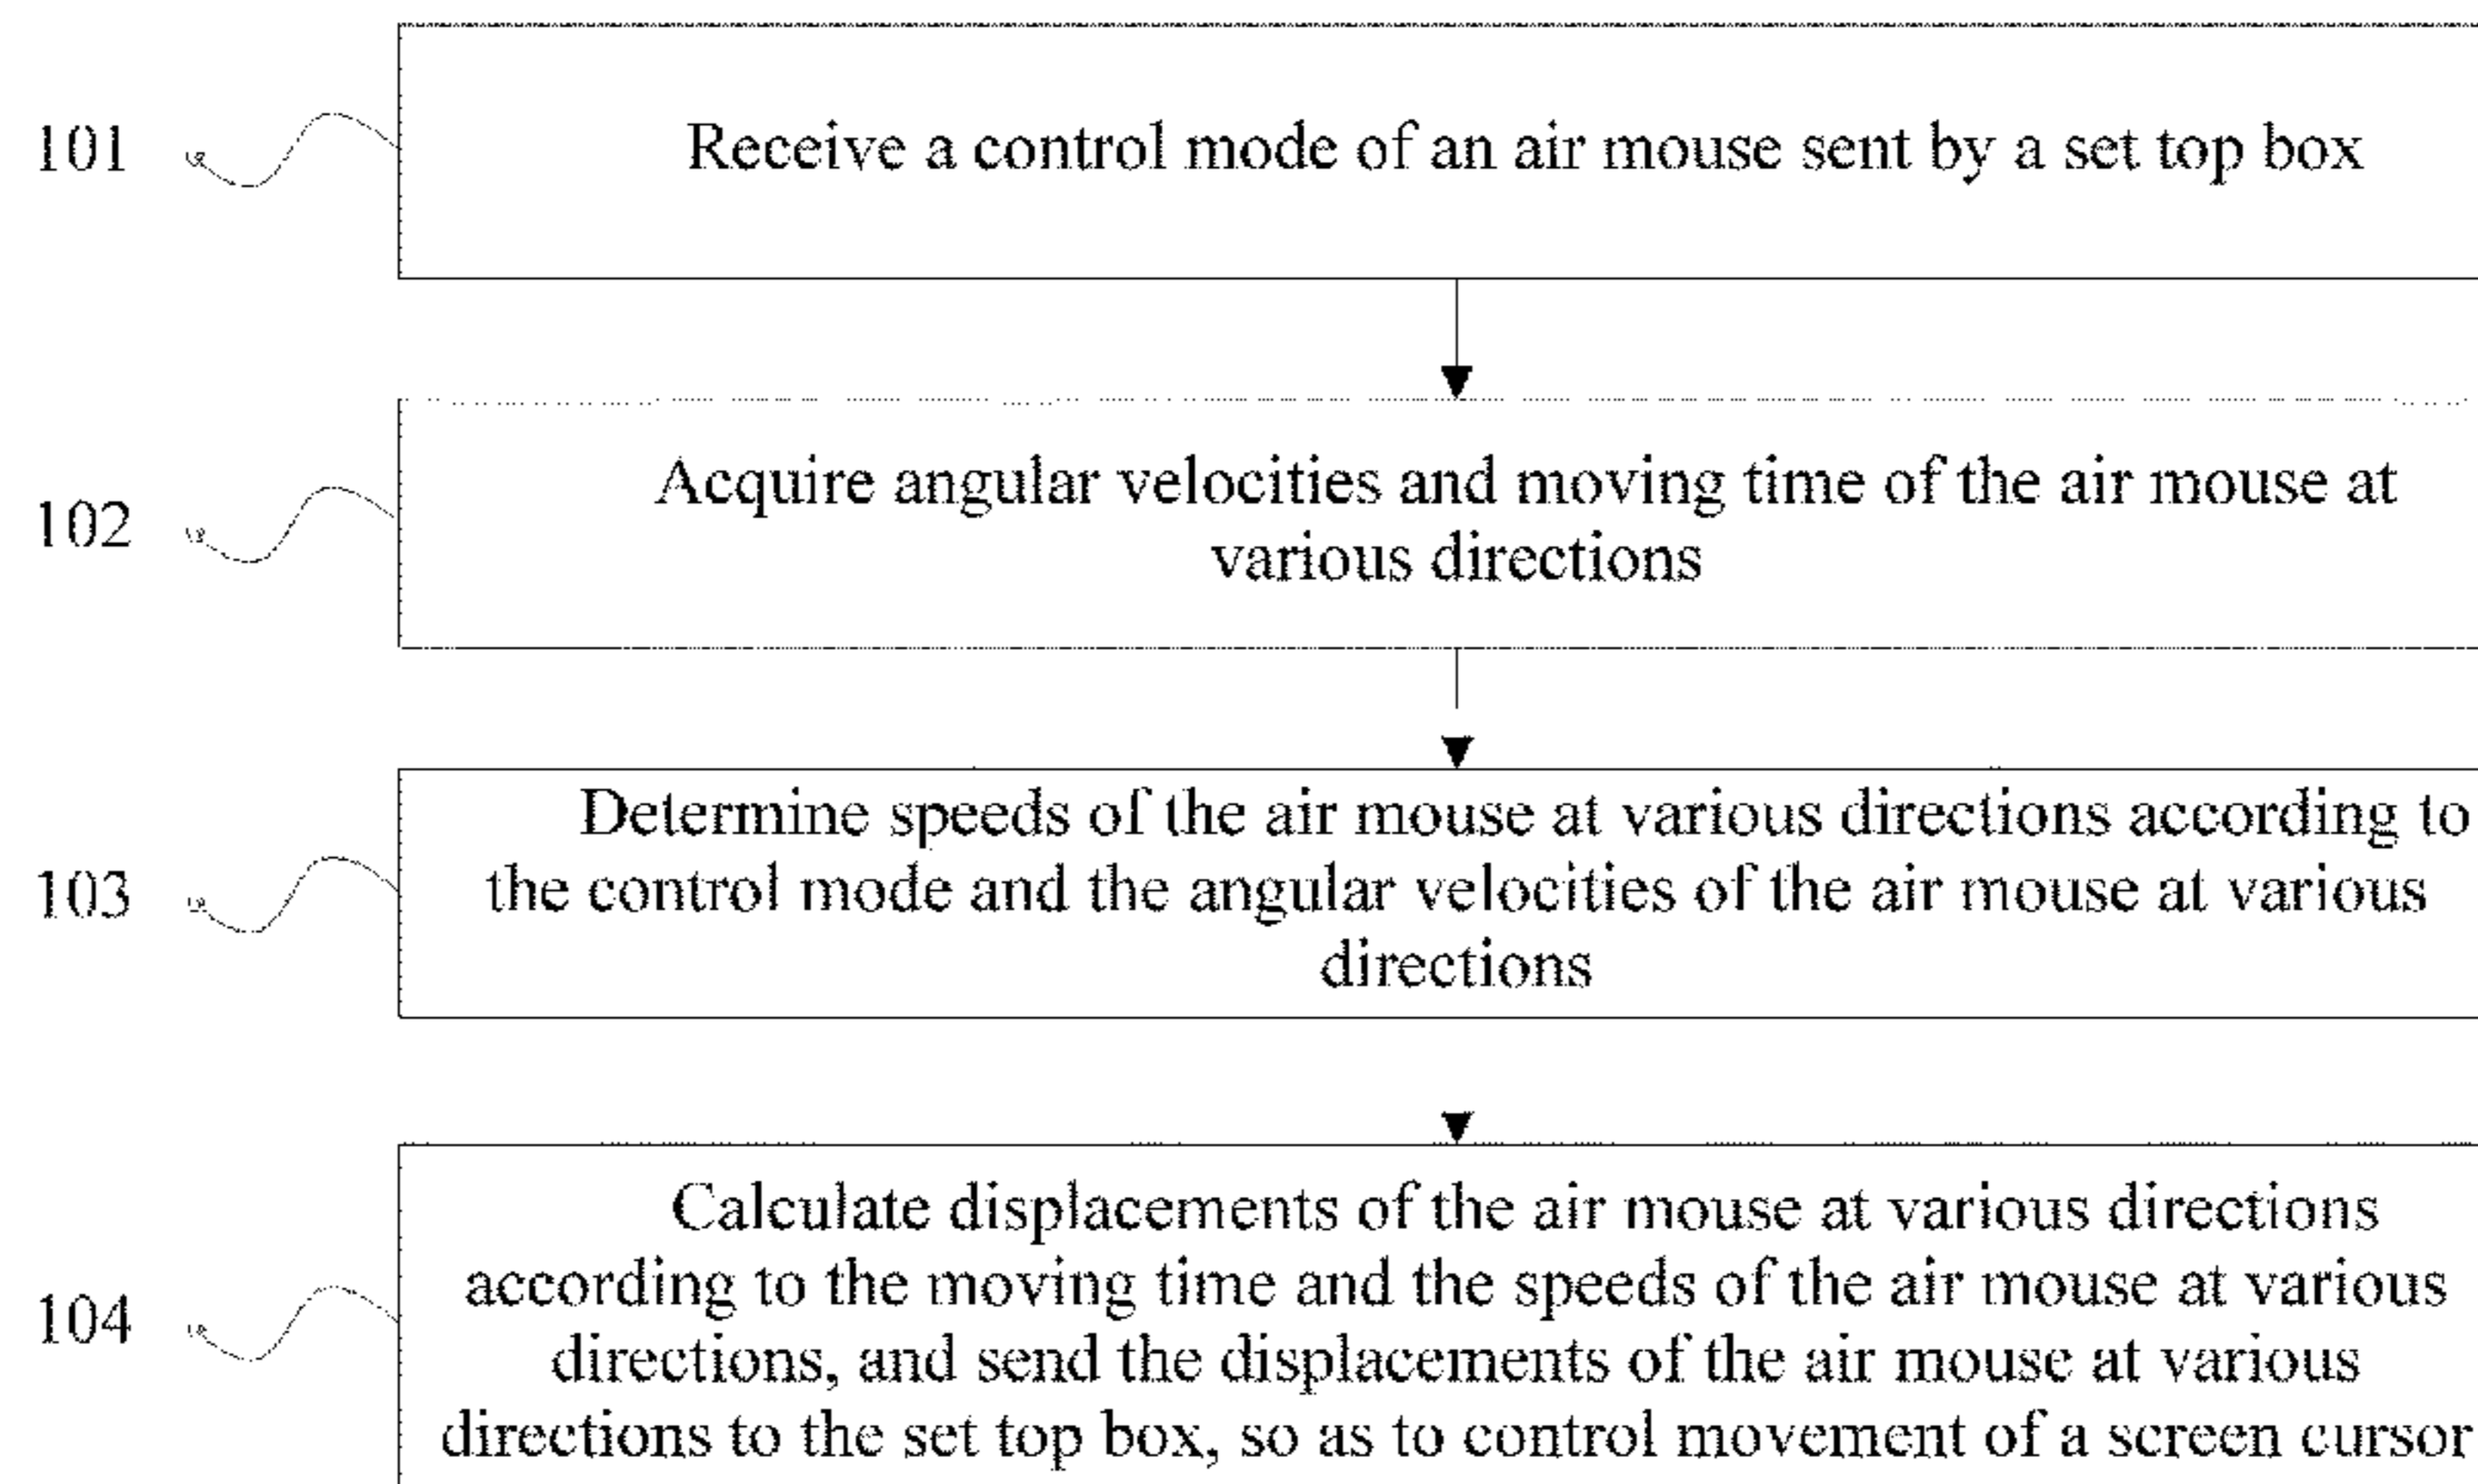 101
Receive a control mode of an air mouse sent by a set top box
102
Acquire angular velocities and moving time of the air mouse at
various directions
103
Determine speeds of the air mouse at various directions according to
the control mode and the angular velocities of the air mouse at various
directions
104
Calculate displacements of the air mouse at various directions
according to the moving time and the speeds of the air mouse at various
directions, and send the displacements of the air mouse at various
directions to the set top box, so as to control movement of a screen cursor